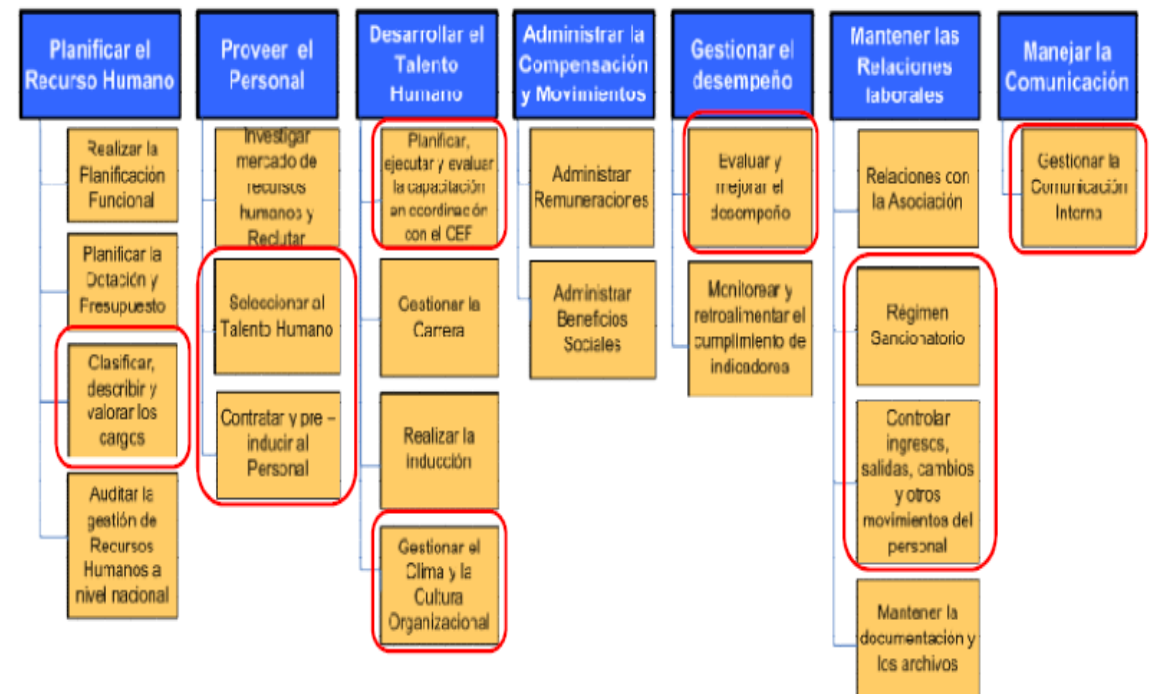 Planificar el
Recurso Humano
Realizar la
Planificación
Funcional
Planificar la
Dotación y
Presupuesto
Clasificar,
describir y
valorar los
cargos
Auditar la
gestión de
Recursos
Humanos a
nivel nacional
Proveer el
Personal
Investigar
mercado de
recursos
humanos y
Reclutar
Seleccionar al
Talento Humano
Contratar y pre –
inducir al
Personal
Desarrollar el
Talento
Humano
Planificar,
ejecutar y evaluar
la capacitación
en coordinación
con el CEF
Gestionar la
Carrera
Realizar la
inducción
Gestionar el
Clima y la
Cultura
Organizacional
Administrar la
Compensación
y Movimientos
Administrar
Remuneraciones
Administrar
Beneficios
Sociales
Gestionar el
desempeño
Evaluar y
mejorar el
desempeño
Monitorear y
retroalimentar el
cumplimiento de
indicadores
Mantener las
Relaciones
laborales
Relaciones con
la Asociación
Régimen
Sancionatorio
Controlar
ingresos,
salidas, cambios
y otros
movimientos del
personal
Mantener la
documentación y
los archivos
Manejar la
Comunicación
Gestionar la
Comunicación
Interna